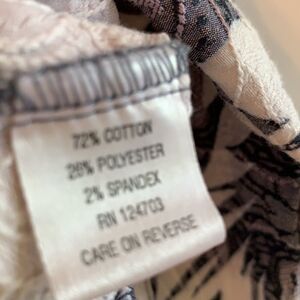 72% COTTON
26% POLYESTER
2% SPANDEX
RN 124703
CARE ON REVERSE